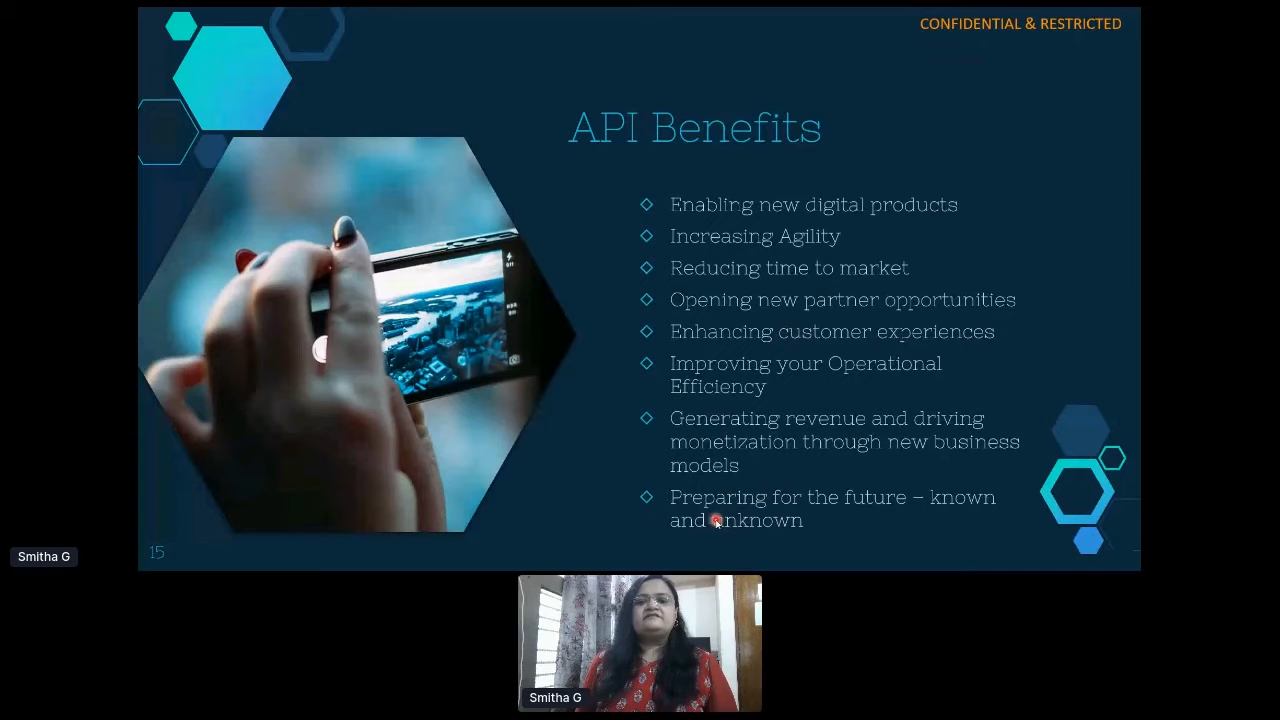 CONFIDENTIAL & RESTRICTED
API Benefits
Enabling new digital products
Increasing Agility
Reducing time to market
Opening new partner opportunities
Enhancing customer experiences
Improving your Operational
Efficiency
Generating revenue and driving
monetization through new business
models
Preparing for the future – known
and unknown
15
Smitha G
Smitha G